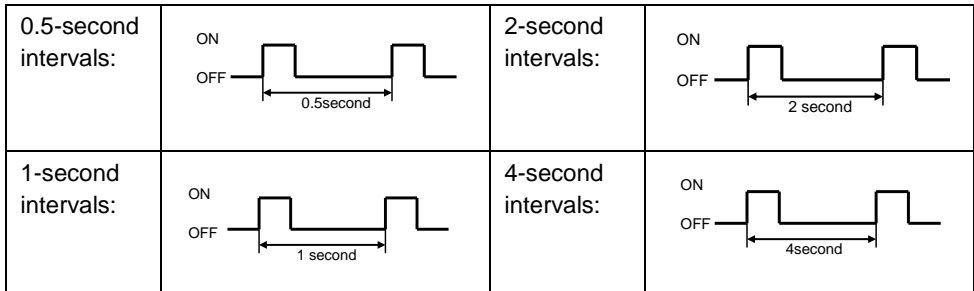 0.5-second
intervals:
ON
OFF
0.5second
2-second
intervals:
ON
OFF
2 second
1-second
intervals:
ON
OFF
1 second
4-second
intervals:
ON
OFF
4second